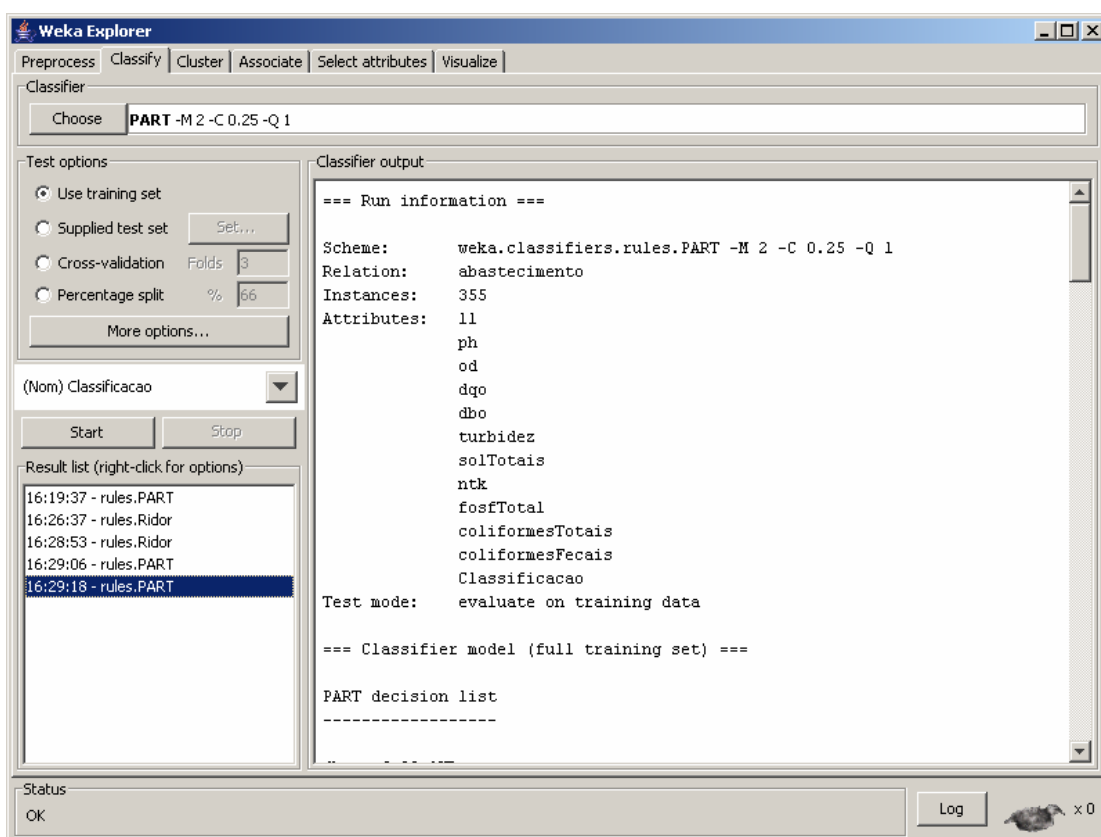 Weka Explorer
Preprocess Classify Cluster Associate Select attributes Visualize
Classifier
Choose PART -M 2 -C 0.25 -Q 1
Test options
Use training set
Supplied test set Set...
Cross-validation Folds 3
Percentage split % 66
More options...
(Nom) Classificacao
Start Stop
Result list (right-click for options)
16:19:37 - rules.PART
16:26:37 - rules.Ridor
16:28:53 - rules.Ridor
16:29:06 - rules.PART
16:29:18 - rules.PART
Classifier output
=== Run information ===
Scheme: weka.classifiers.rules.PART -M 2 -C 0.25 -Q 1
Relation: abastecimento
Instances: 355
Attributes: 11
ph
od
dqo
dbo
turbidez
solTotais
ntk
fosfTotal
coliformesTotais
coliformesFecais
Classificacao
Test mode: evaluate on training data
=== Classifier model (full training set) ===
PART decision list
------------------
Status
OK
Log x 0